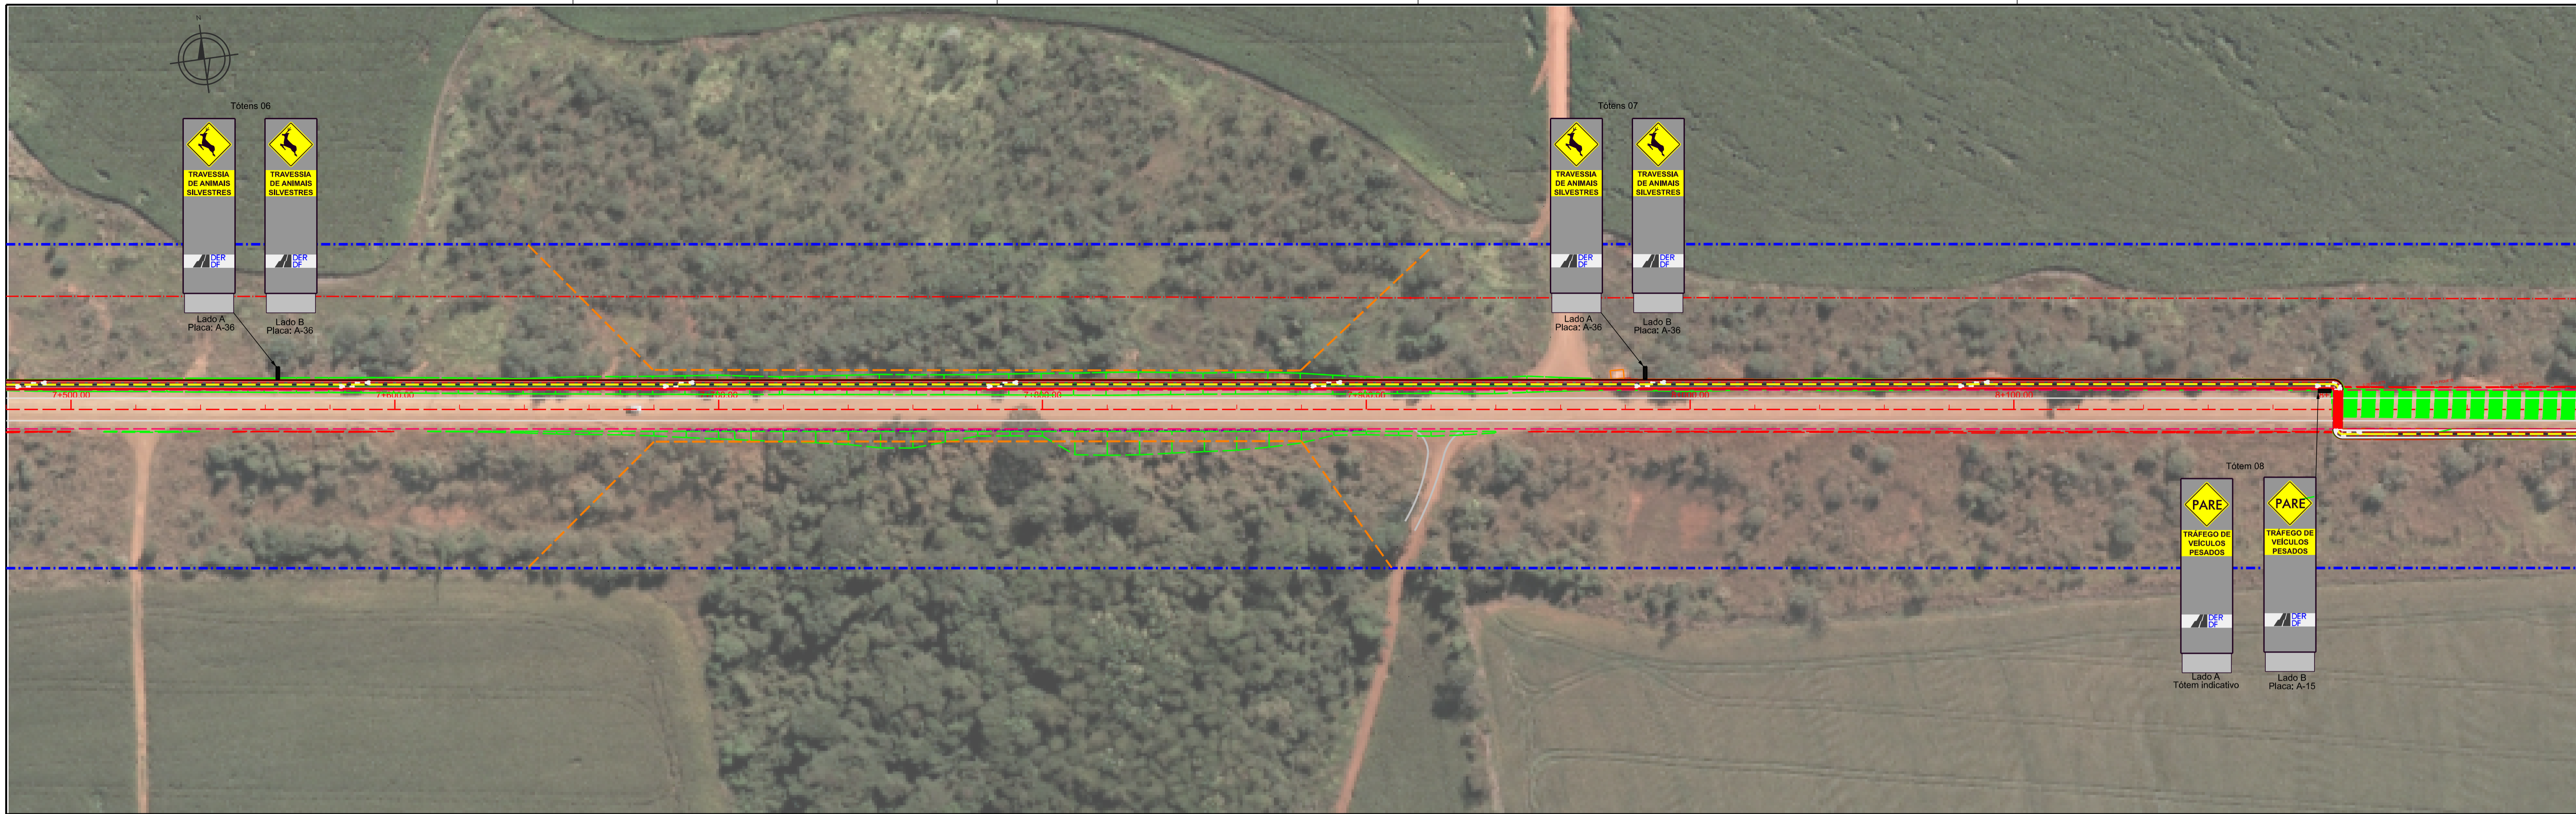 N
Tótens 06
TRAVESSIA
DE ANIMAIS
SILVESTRES
DER
DF
Lado A
Placa: A-36
TRAVESSIA
DE ANIMAIS
SILVESTRES
DER
DF
Lado B
Placa: A-36
Tótens 07
TRAVESSIA
DE ANIMAIS
SILVESTRES
DER
DF
Lado A
Placa: A-36
TRAVESSIA
DE ANIMAIS
SILVESTRES
DER
DF
Lado B
Placa: A-36
7+500.00
7+600.00
8+100.00
Tótem 08
PARE
TRÁFEGO DE
VEÍCULOS
PESADOS
DER
DF
Lado A
Tótem indicativo
PARE
TRÁFEGO DE
VEÍCULOS
PESADOS
DER
DF
Lado B
Placa: A-15